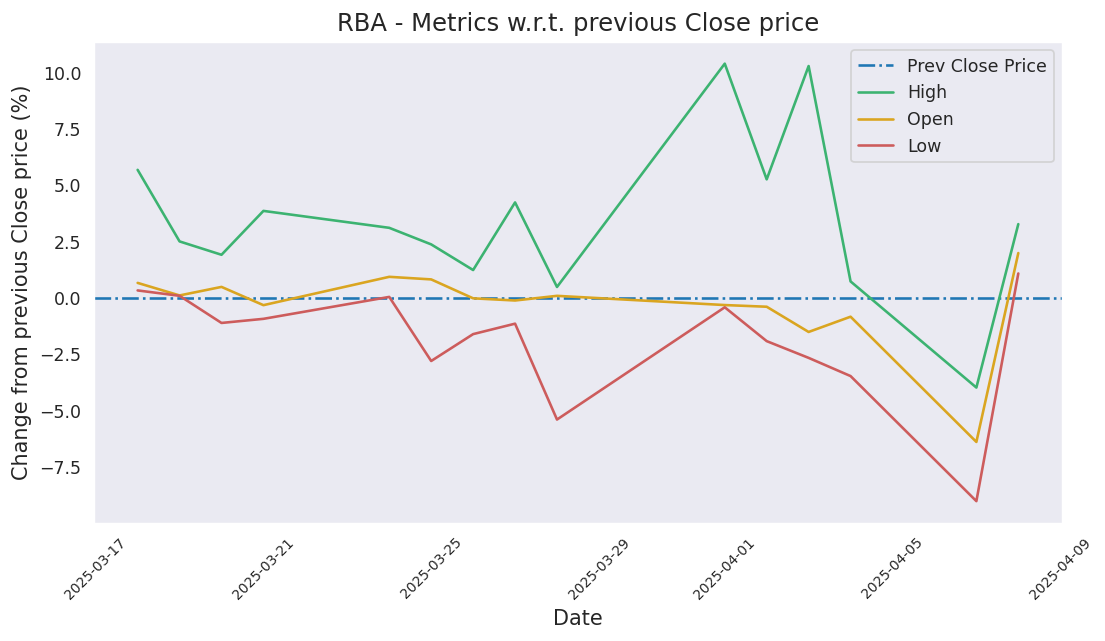 RBA - Metrics w.r.t. previous Close price
Change from previous Close price (%)
10.0
7.5
5.0
2.5
0.0
−2.5
−5.0
−7.5
Prev Close Price
High
Open
Low
2025-03-17
2025-03-21
2025-03-25
2025-03-29
2025-04-01
2025-04-05
2025-04-09
Date